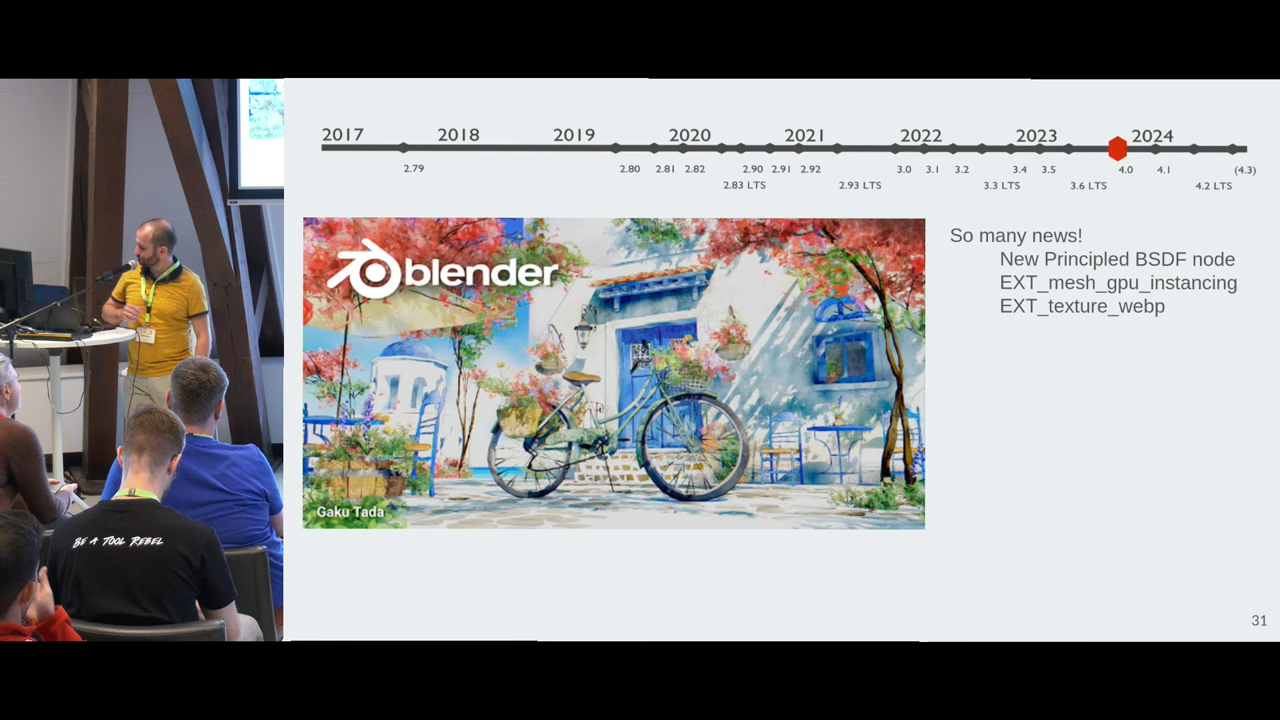 2017 2018 2019 2020 2021 2022 2023 2024
2.79 2.80 2.81 2.82 2.90 2.91 2.92 3.0 3.1 3.2 3.4 3.5 4.0 4.1 (4.3)
2.83 LTS 2.93 LTS 3.3 LTS 3.6 LTS 4.2 LTS
blender
Gaku Tada
So many news!
New Principled BSDF node
EXT_mesh_gpu_instancing
EXT_texture_webp
BE A TOOL REBEL
31